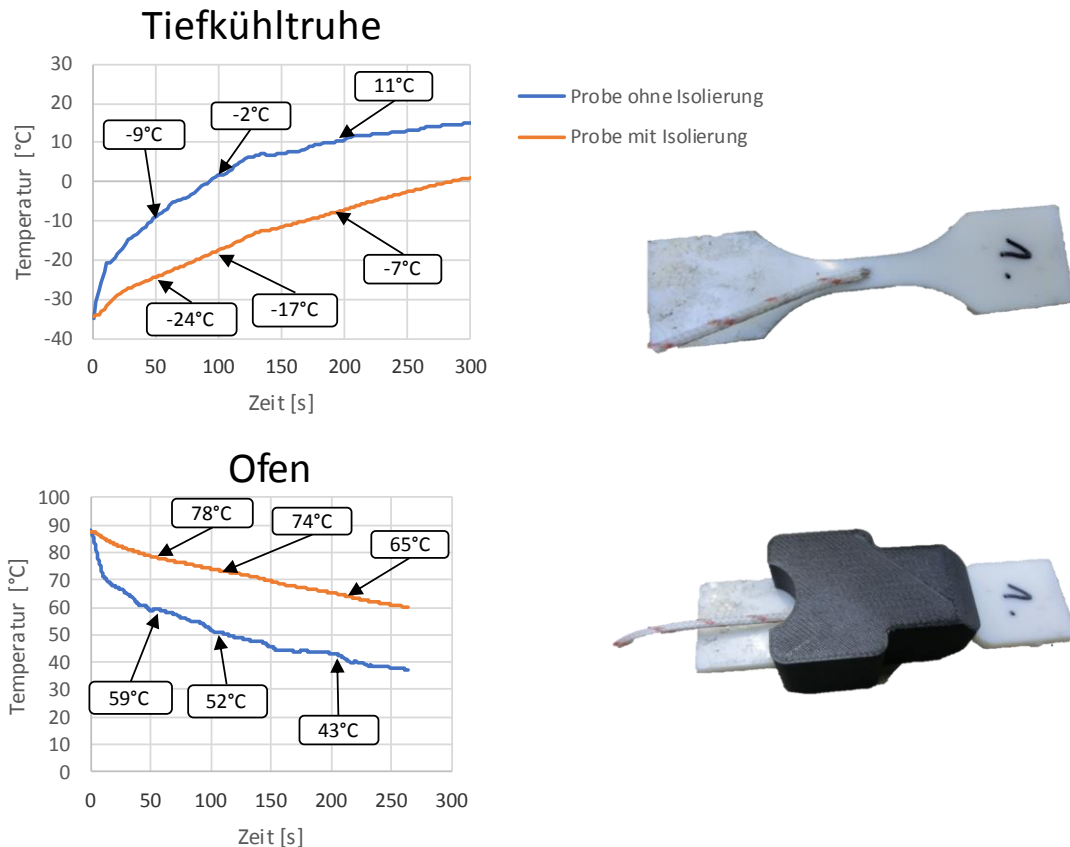 Tiefkühltruhe
Temperatur [°C]
30
20
10
0
-10
-20
-30
-40
-9°C
-2°C
11°C
-24°C
-17°C
-7°C
0 50 100 150 200 250 300
Zeit [s]
Probe ohne Isolierung
Probe mit Isolierung
Ofen
Temperatur [°C]
100
90
80
70
60
50
40
30
20
10
0
78°C
74°C
65°C
59°C
52°C
43°C
0 50 100 150 200 250 300
Zeit [s]